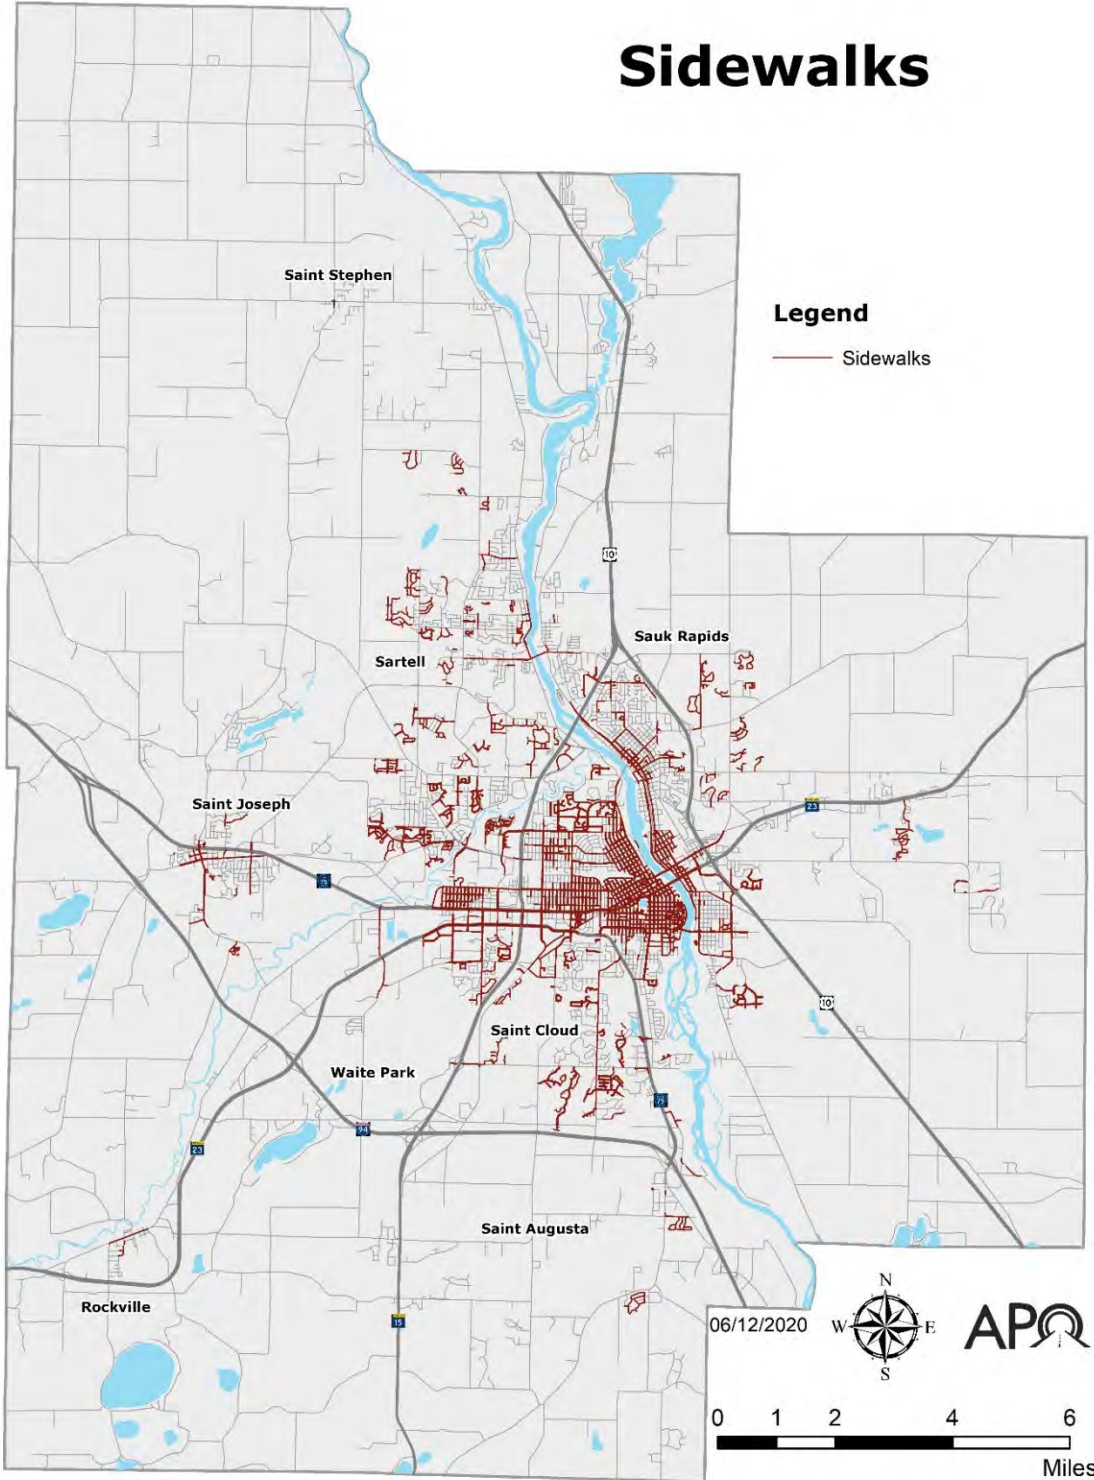 Sidewalks
Saint Stephen
Legend
Sidewalks
10
Sauk Rapids
Sartell
Saint Joseph
23
75
10
Saint Cloud
Waite Park
75
94
23
Saint Augusta
Rockville
15
06/12/2020
N
W E
S
APO
0 1 2 4 6
Miles